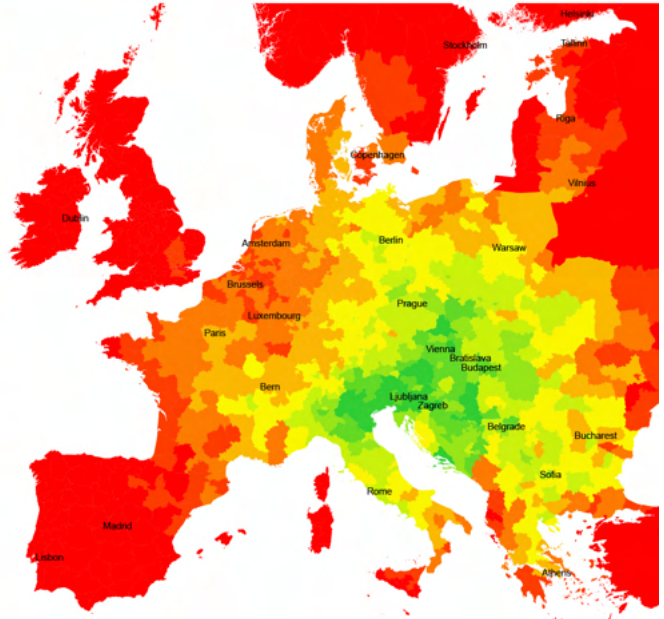 Helsinki
Stockholm
Tallinn
Riga
Copenhagen
Vilnius
Dublin
Amsterdam
Berlin
Warsaw
Brussels
Prague
Luxembourg
Paris
Vienna
Bratislava
Budapest
Bern
Ljubljana
Zagreb
Belgrade
Bucharest
Sofia
Rome
Madrid
Lisbon
Athens